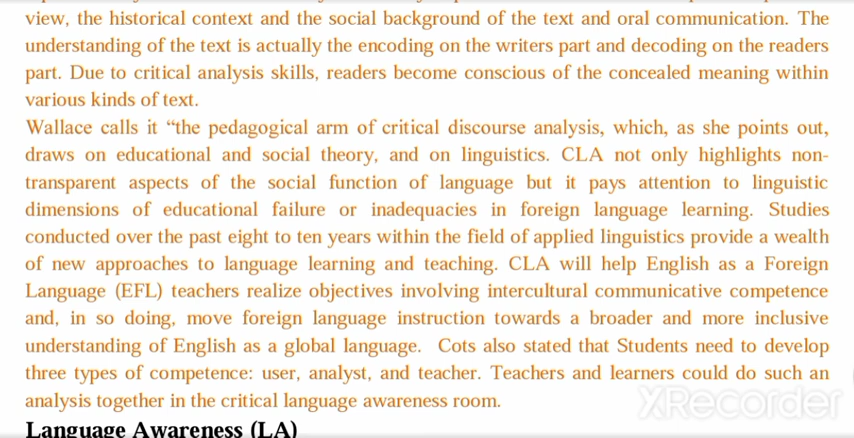 view, the historical context and the social background of the text and oral communication. The
understanding of the text is actually the encoding on the writers part and decoding on the readers
part. Due to critical analysis skills, readers become conscious of the concealed meaning within
various kinds of text.
Wallace calls it “the pedagogical arm of critical discourse analysis, which, as she points out,
draws on educational and social theory, and on linguistics. CLA not only highlights non-
transparent aspects of the social function of language but it pays attention to linguistic
dimensions of educational failure or inadequacies in foreign language learning. Studies
conducted over the past eight to ten years within the field of applied linguistics provide a wealth
of new approaches to language learning and teaching. CLA will help English as a Foreign
Language (EFL) teachers realize objectives involving intercultural communicative competence
and, in so doing, move foreign language instruction towards a broader and more inclusive
understanding of English as a global language. Cots also stated that Students need to develop
three types of competence: user, analyst, and teacher. Teachers and learners could do such an
analysis together in the critical language awareness room.
XRecorder
Language Awareness (LA)